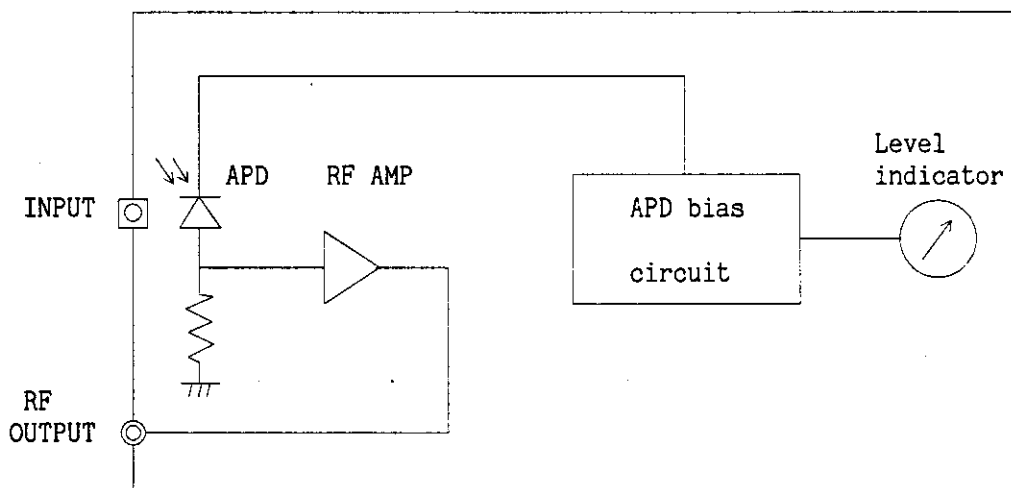 Level
indicator
APD
RF AMP
INPUT
APD bias
circuit
RF
OUTPUT